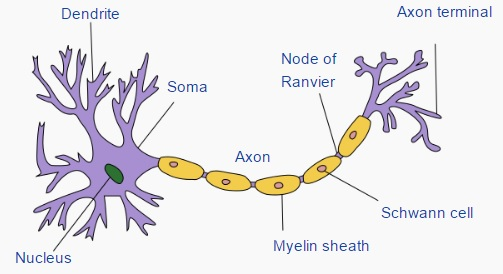 Dendrite
Axon terminal
Node of
Ranvier
Soma
Axon
Schwann cell
Myelin sheath
Nucleus